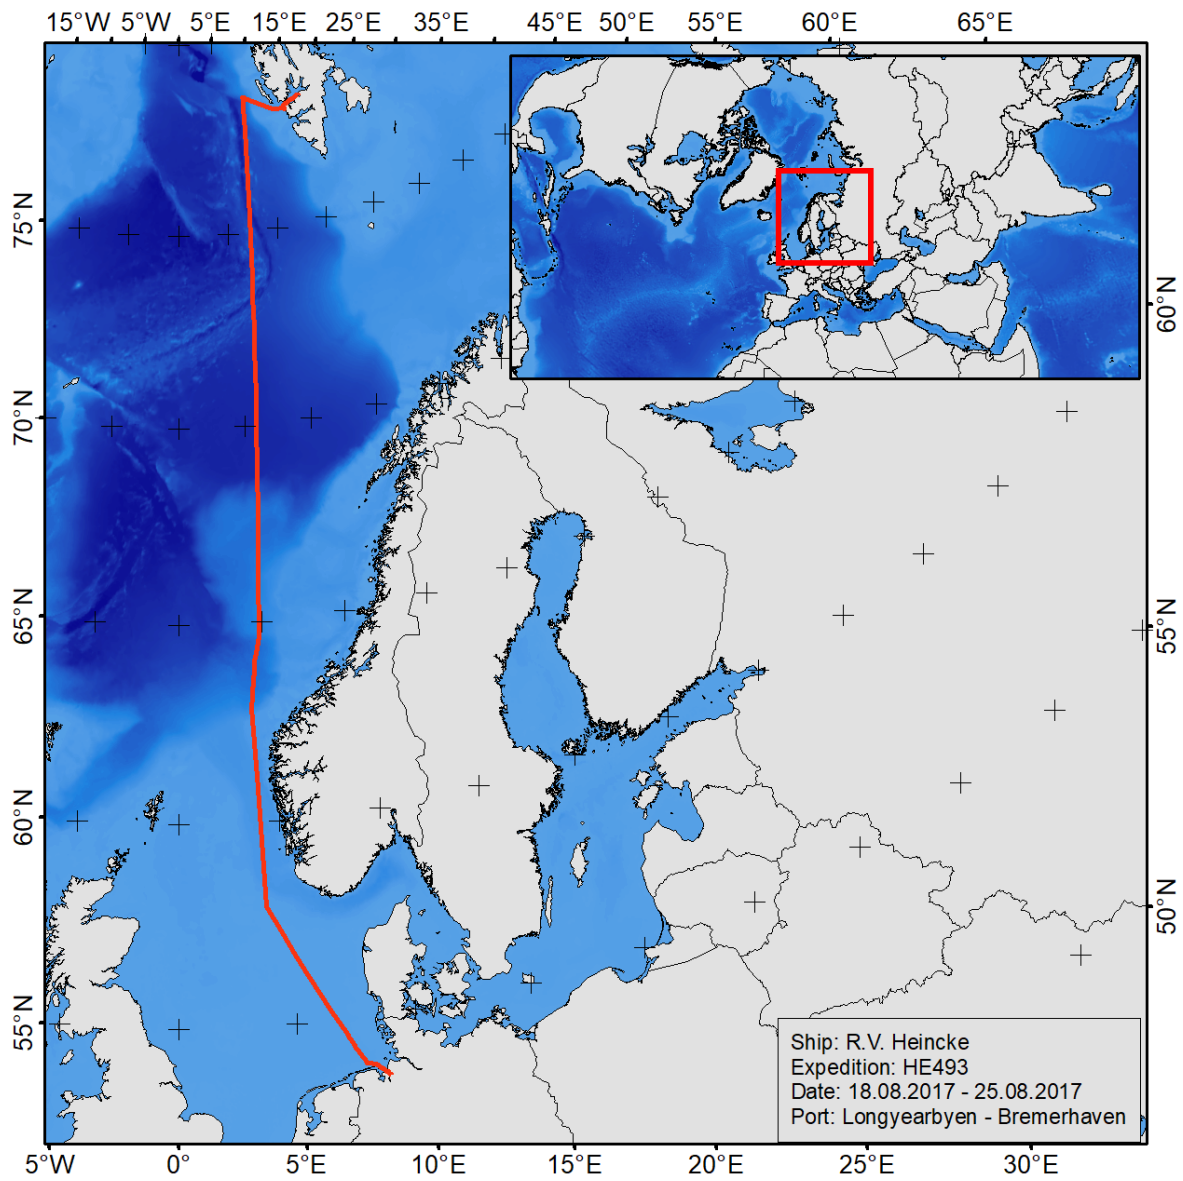 15°W 5°W 5°E 15°E 25°E 35°E 45°E 50°E 55°E 60°E 65°E
75°N
60°N
70°N
65°N
55°N
60°N
50°N
55°N
Ship: R.V. Heincke
Expedition: HE493
Date: 18.08.2017 - 25.08.2017
Port: Longyearbyen - Bremerhaven
5°W 0° 5°E 10°E 15°E 20°E 25°E 30°E